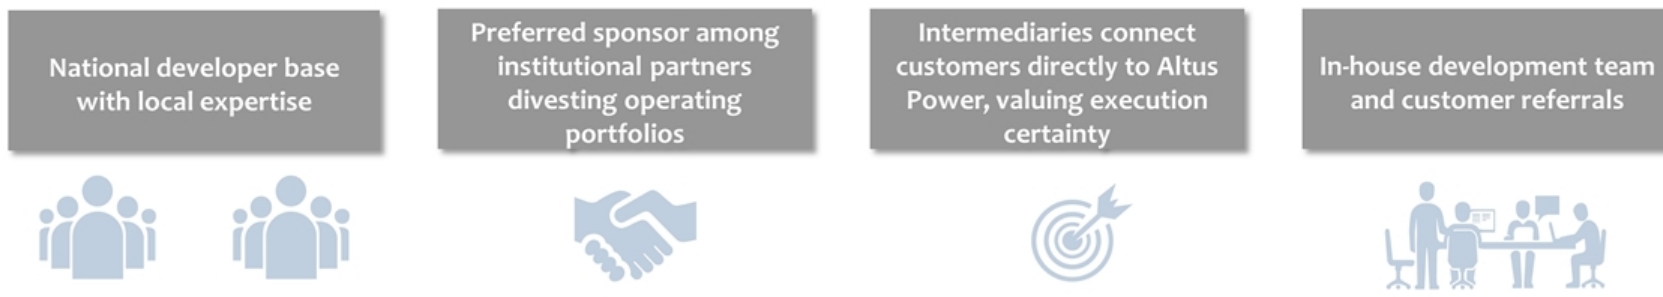 National developer base
with local expertise
Preferred sponsor among
institutional partners
divesting operating
portfolios
Intermediaries connect
customers directly to Altus
Power, valuing execution
certainty
In-house development team
and customer referrals